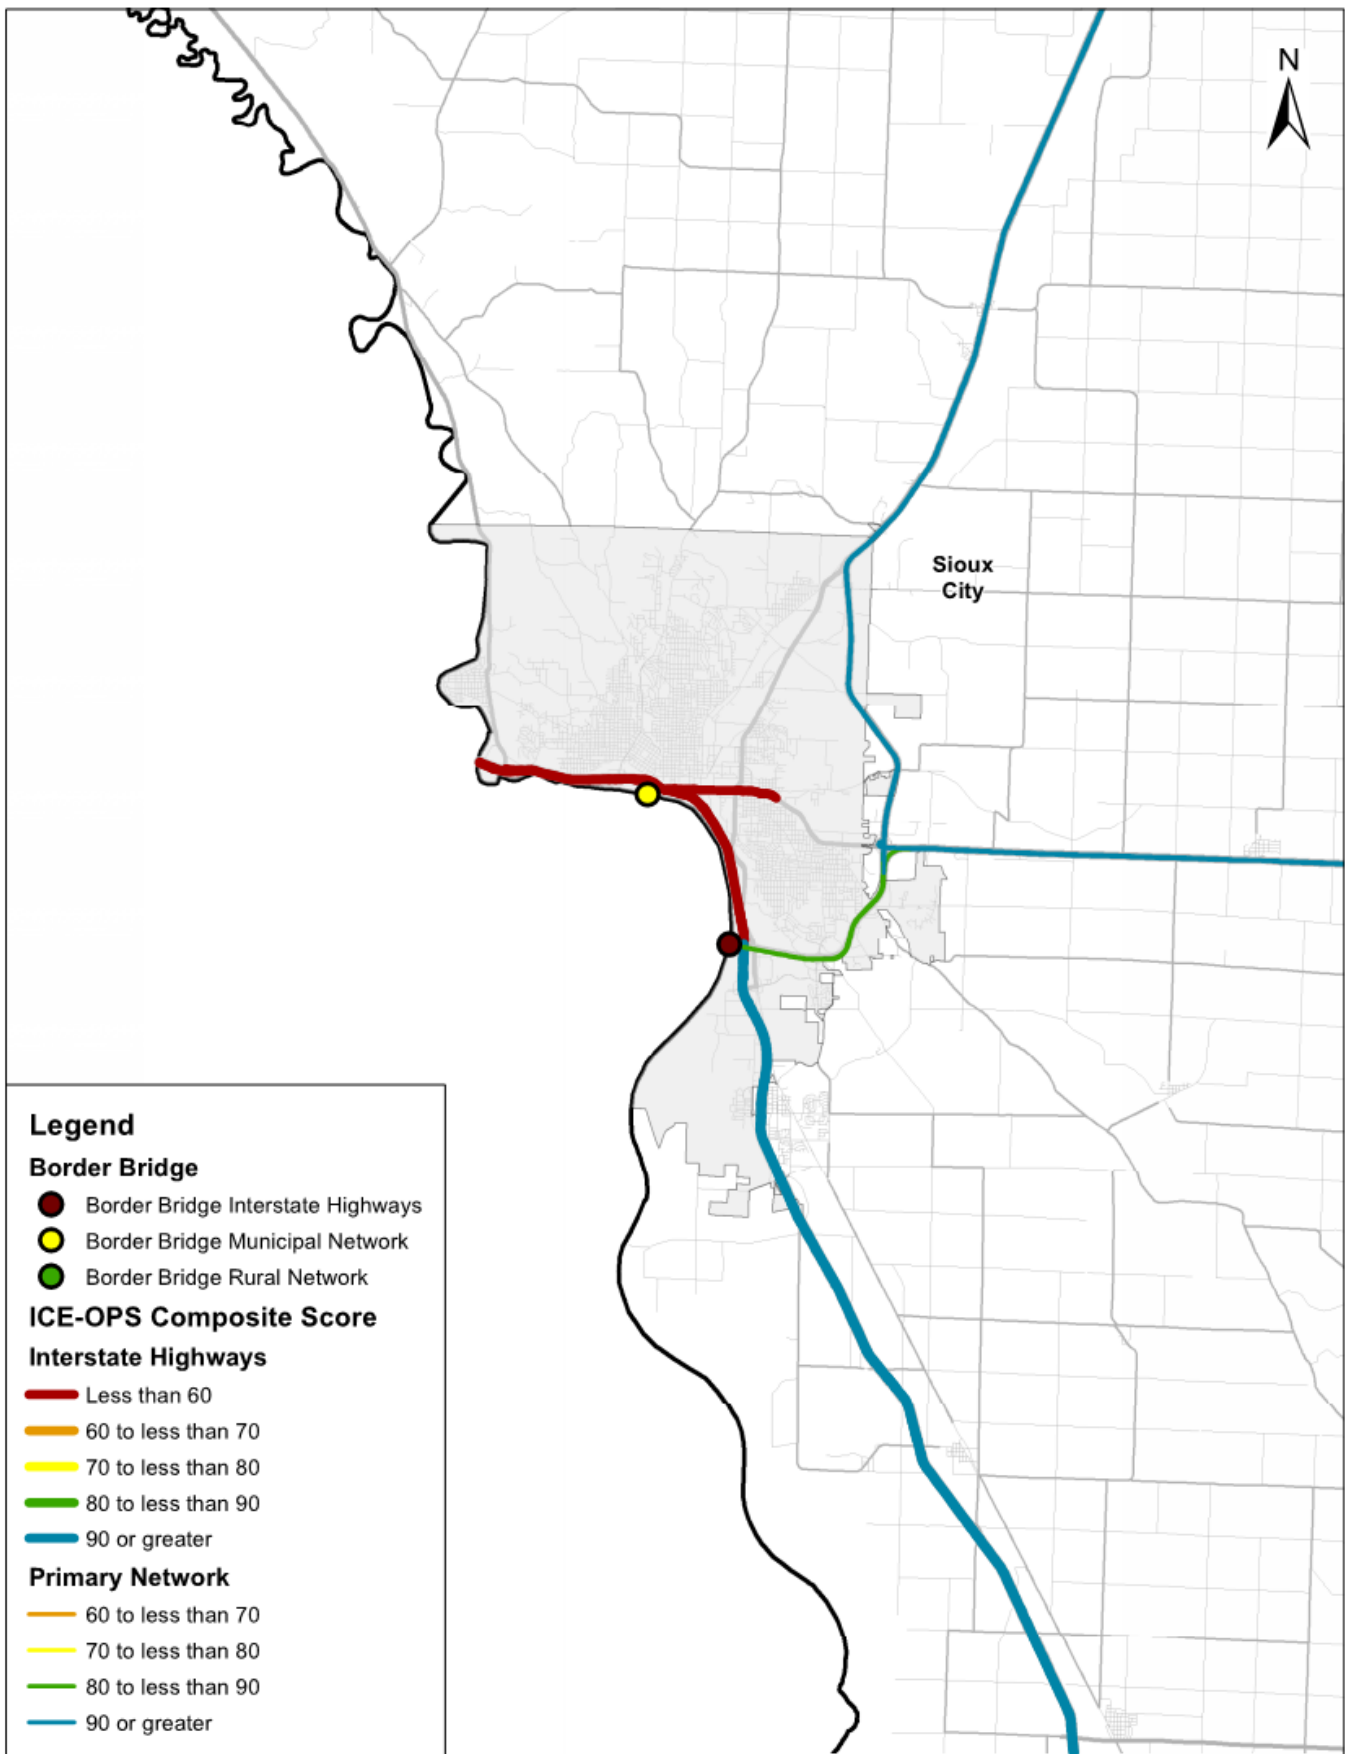 N
Sioux
City
Legend
Border Bridge
Border Bridge Interstate Highways
Border Bridge Municipal Network
Border Bridge Rural Network
ICE-OPS Composite Score
Interstate Highways
Less than 60
60 to less than 70
70 to less than 80
80 to less than 90
90 or greater
Primary Network
60 to less than 70
70 to less than 80
80 to less than 90
90 or greater